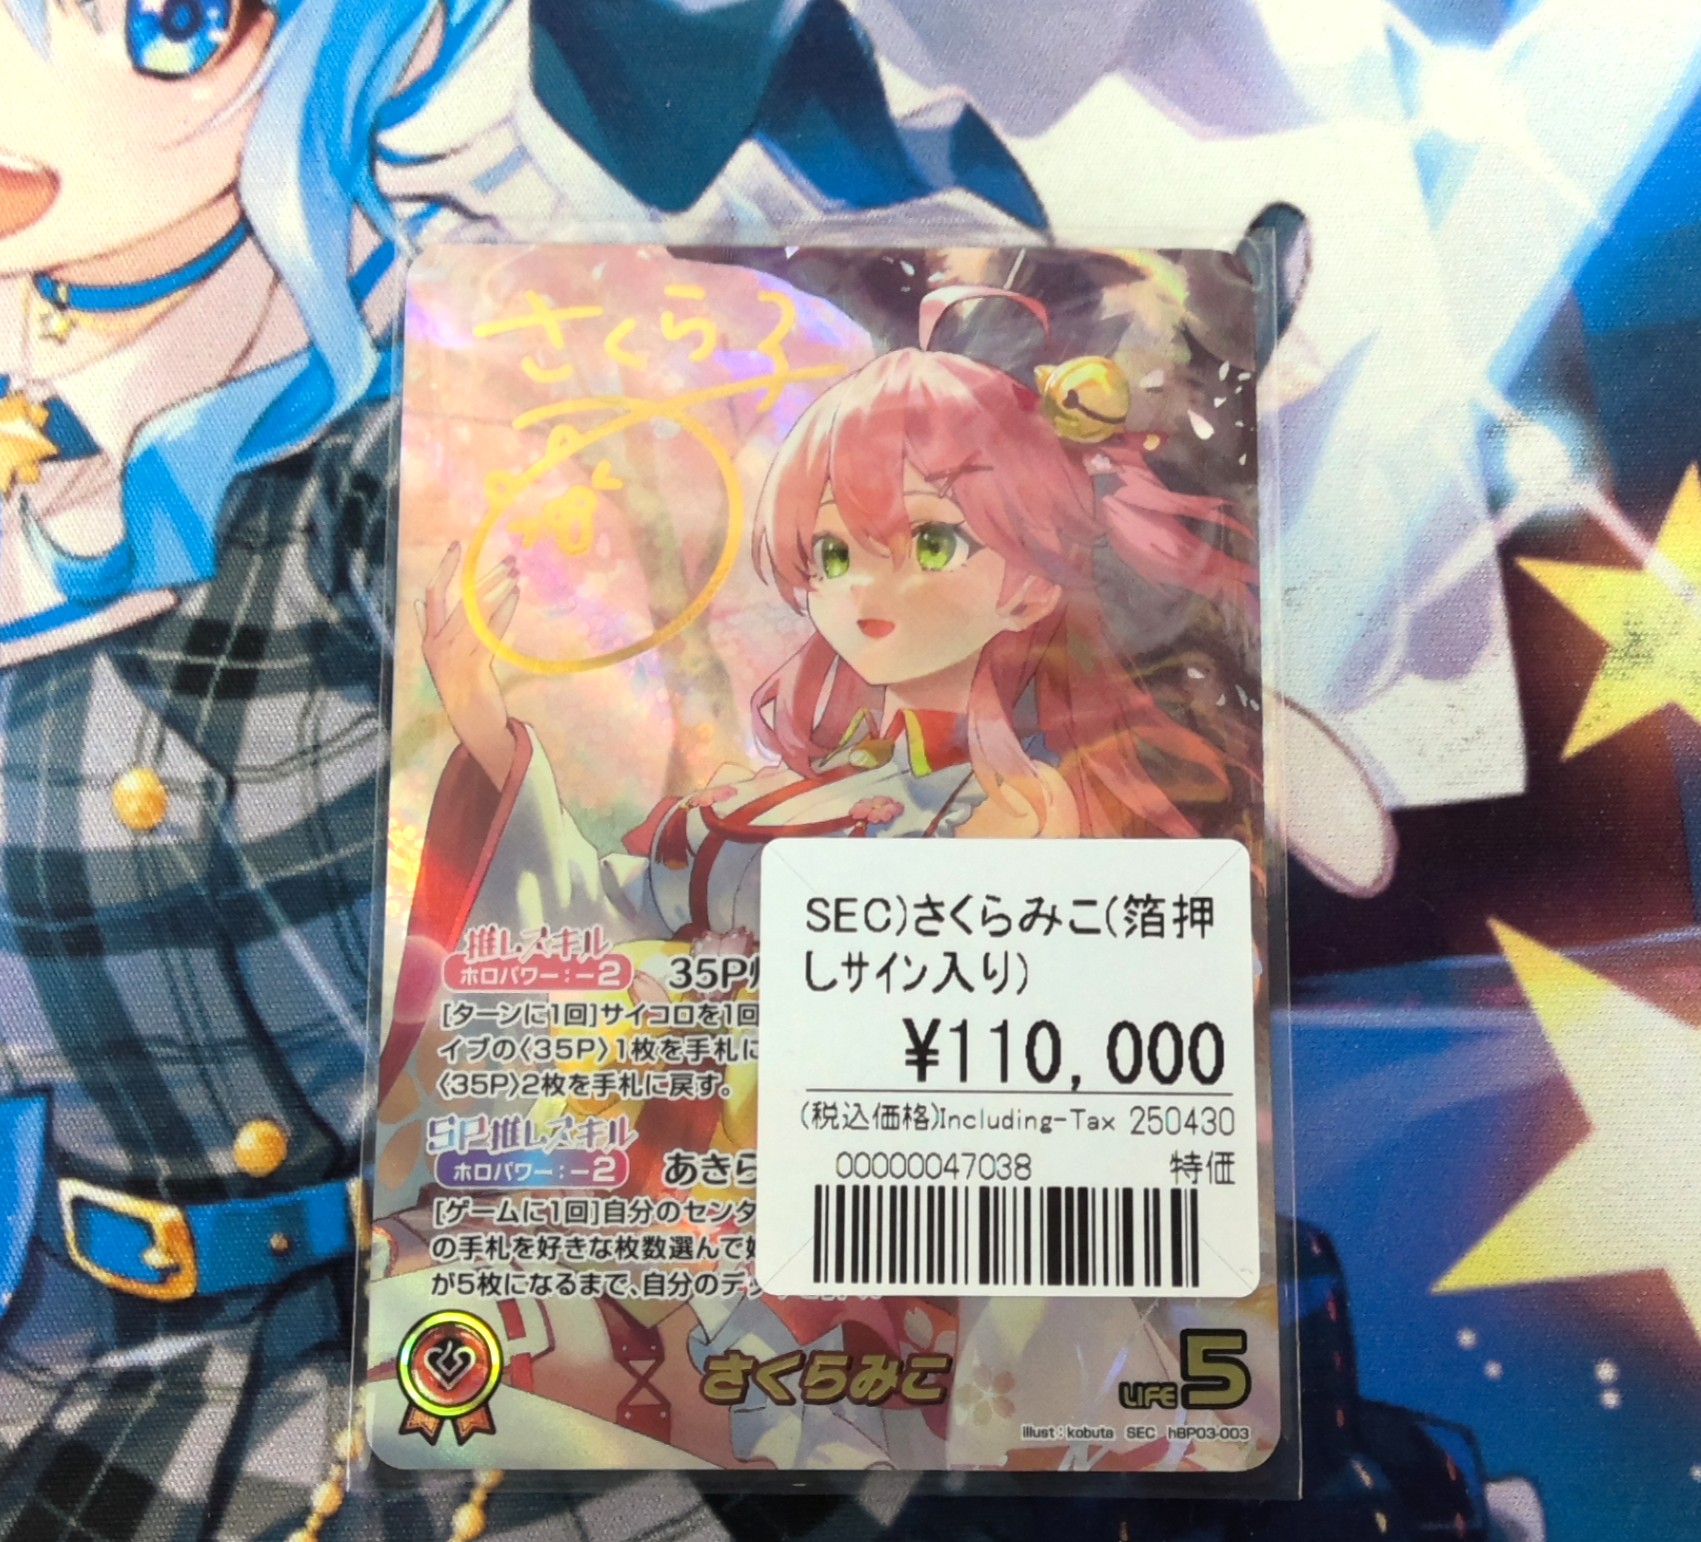 さくら
推しスキル
ホロパワー：－2 35P
[ターンに1回]サイコロを1回
イブの〈35P〉1枚を手札に
〈35P〉2枚を手札に戻す。
SP推しスキル
ホロパワー：－2 あきら
[ゲームに1回]自分のセンタ
の手札を好きな枚数選んで
が5枚になるまで、自分のデッ
SEC)さくらみこ(箔押
しサイン入り)
¥110,000
(税込価格)Including-Tax 250430
00000047038 特価
さくらみこ
LIFE 5
illust：kobuta SEC hBP03-003